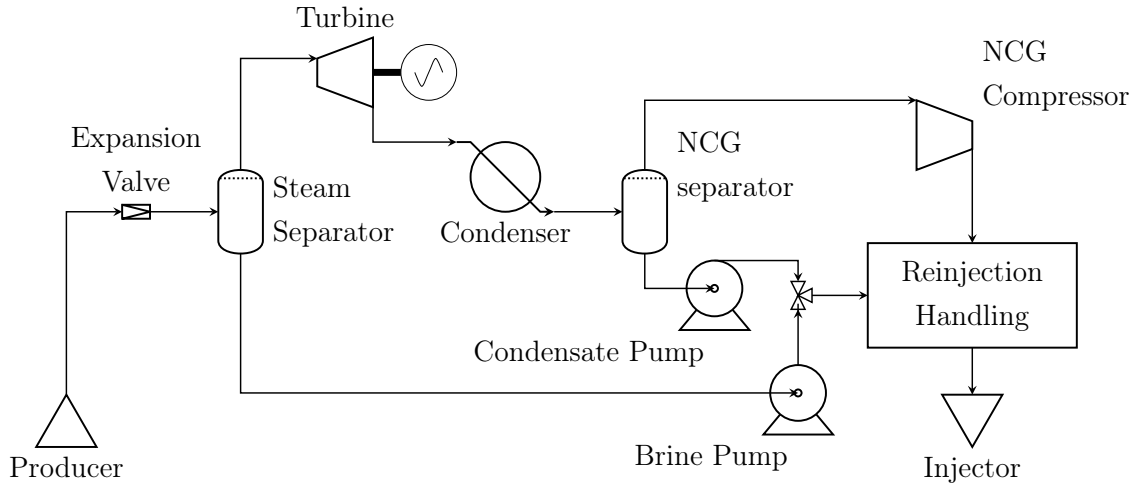 Turbine
NCG
Compressor
Expansion
Valve
NCG
separator
Steam
Separator
Condenser
Reinjection
Handling
Condensate Pump
Brine Pump
Producer
Injector